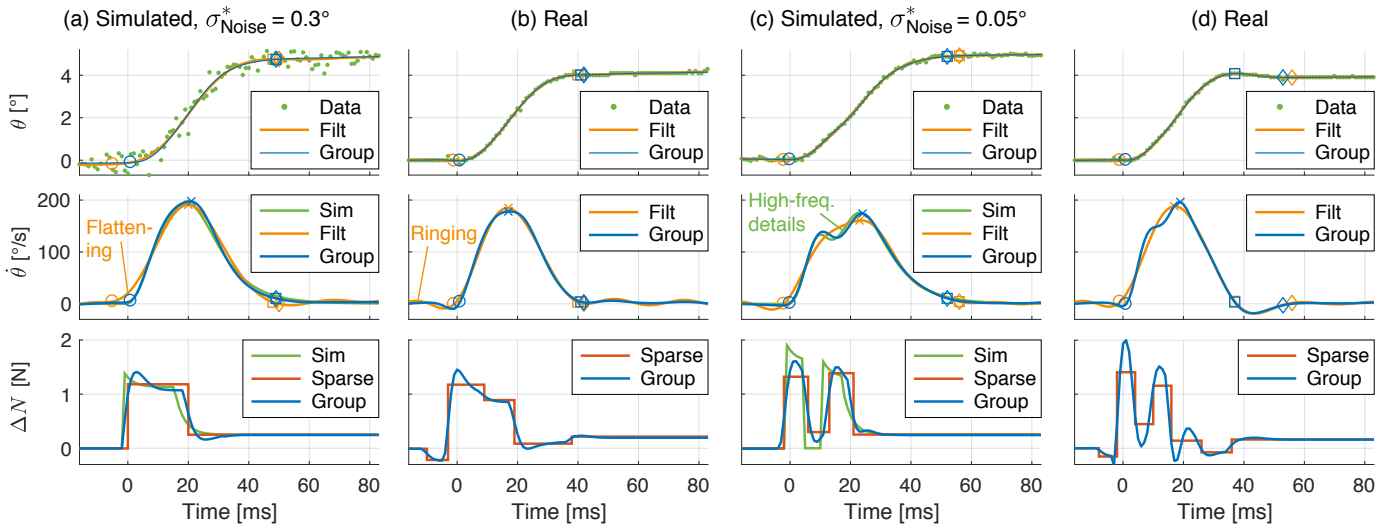 (a) Simulated, σ*Noise = 0.3°
(b) Real
(c) Simulated, σ*Noise = 0.05°
(d) Real
θ [°]
4
2
0
Data
Filt
Group
Data
Filt
Group
Data
Filt
Group
Data
Filt
Group
θ̇ [°/s]
200
100
0
Flatten-
ing
Sim
Filt
Group
Ringing
Filt
Group
High-freq.
details
Sim
Filt
Group
Filt
Group
ΔN [N]
2
1
0
Sim
Sparse
Group
Sparse
Group
Sim
Sparse
Group
Sparse
Group
0 20 40 60 80
0 20 40 60 80
0 20 40 60 80
0 20 40 60 80
Time [ms]
Time [ms]
Time [ms]
Time [ms]